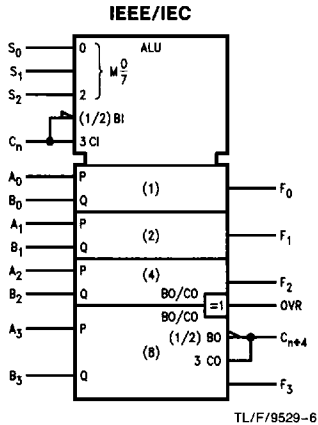 IEEE/IEC
S0 0 ALU
S1 M 0/7
S2 2
(1/2) BI
Cn 3 CI
A0 P (1) F0
B0 Q
A1 P (2) F1
B1 Q
A2 P (4) F2
B2 Q BO/CO =1 OVR
BO/CO
A3 P (1/2) BO Cn+4
(8) 3 CO
B3 Q F3
TL/F/9529-6